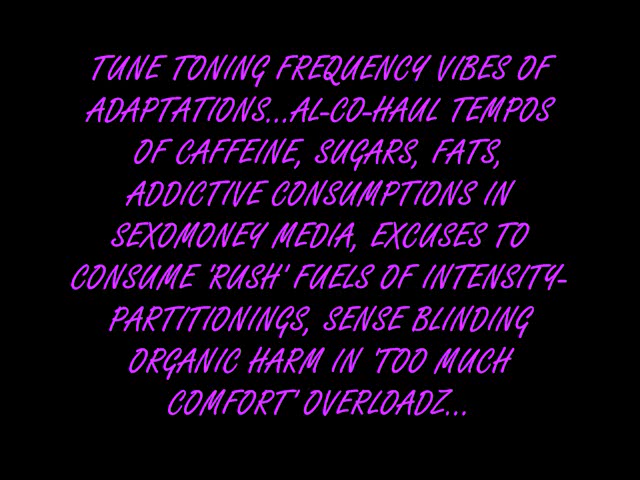 TUNE TONING FREQUENCY VIBES OF
ADAPTATIONS...AL-CO-HAUL TEMPOS
OF CAFFEINE, SUGARS, FATS,
ADDICTIVE CONSUMPTIONS IN
SEXOMONEY MEDIA, EXCUSES TO
CONSUME 'RUSH' FUELS OF INTENSITY-
PARTITIONINGS, SENSE BLINDING
ORGANIC HARM IN 'TOO MUCH
COMFORT' OVERLOADZ...